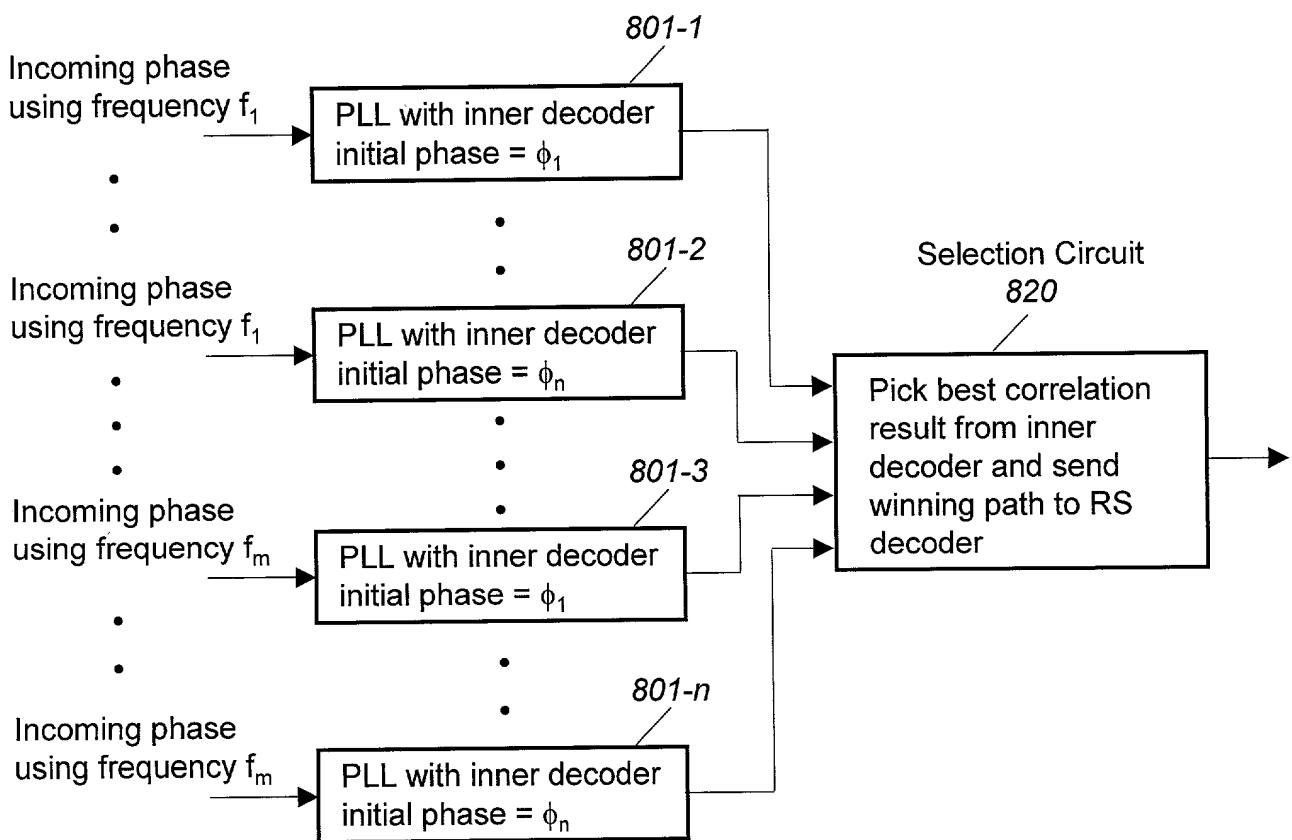 801-1
Incoming phase
using frequency f₁
PLL with inner decoder
initial phase = ϕ₁
801-2
Incoming phase
using frequency f₁
PLL with inner decoder
initial phase = ϕₙ
Selection Circuit
820
Pick best correlation
result from inner
decoder and send
winning path to RS
decoder
801-3
Incoming phase
using frequency fₘ
PLL with inner decoder
initial phase = ϕ₁
801-n
Incoming phase
using frequency fₘ
PLL with inner decoder
initial phase = ϕₙ